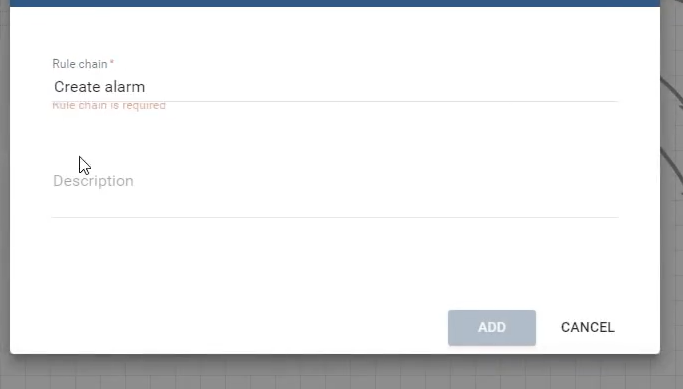 Rule chain *
Create alarm
Rule chain is required
Description
ADD
CANCEL